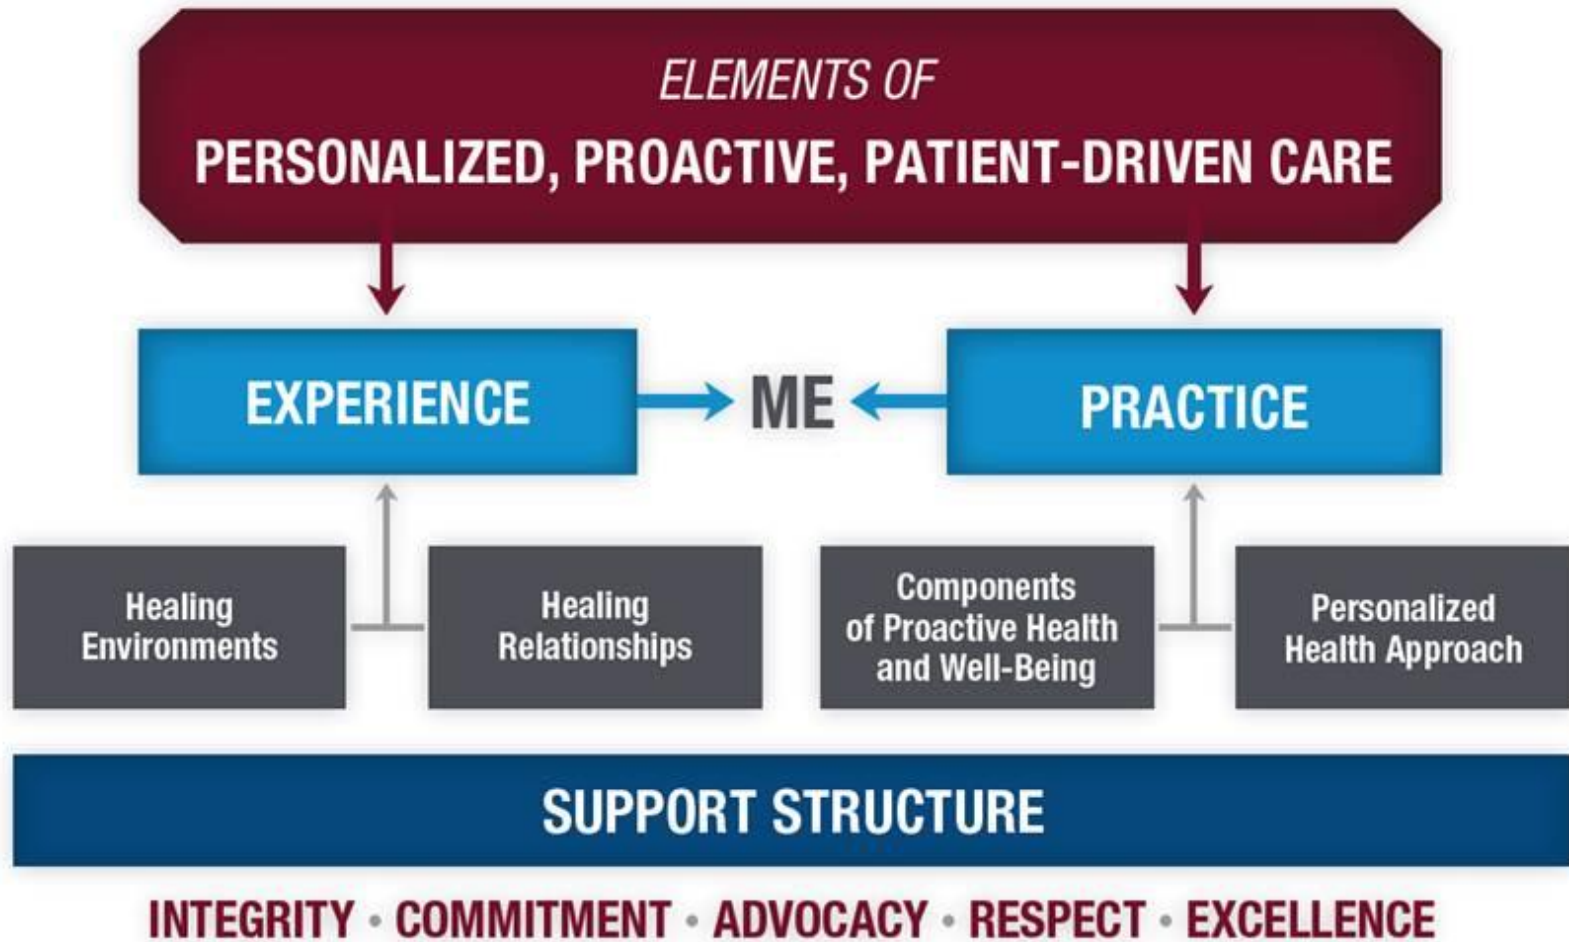 ELEMENTS OF
PERSONALIZED, PROACTIVE, PATIENT-DRIVEN CARE
EXPERIENCE
ME
PRACTICE
Healing
Environments
Healing
Relationships
Components
of Proactive Health
and Well-Being
Personalized
Health Approach
SUPPORT STRUCTURE
INTEGRITY • COMMITMENT • ADVOCACY • RESPECT • EXCELLENCE